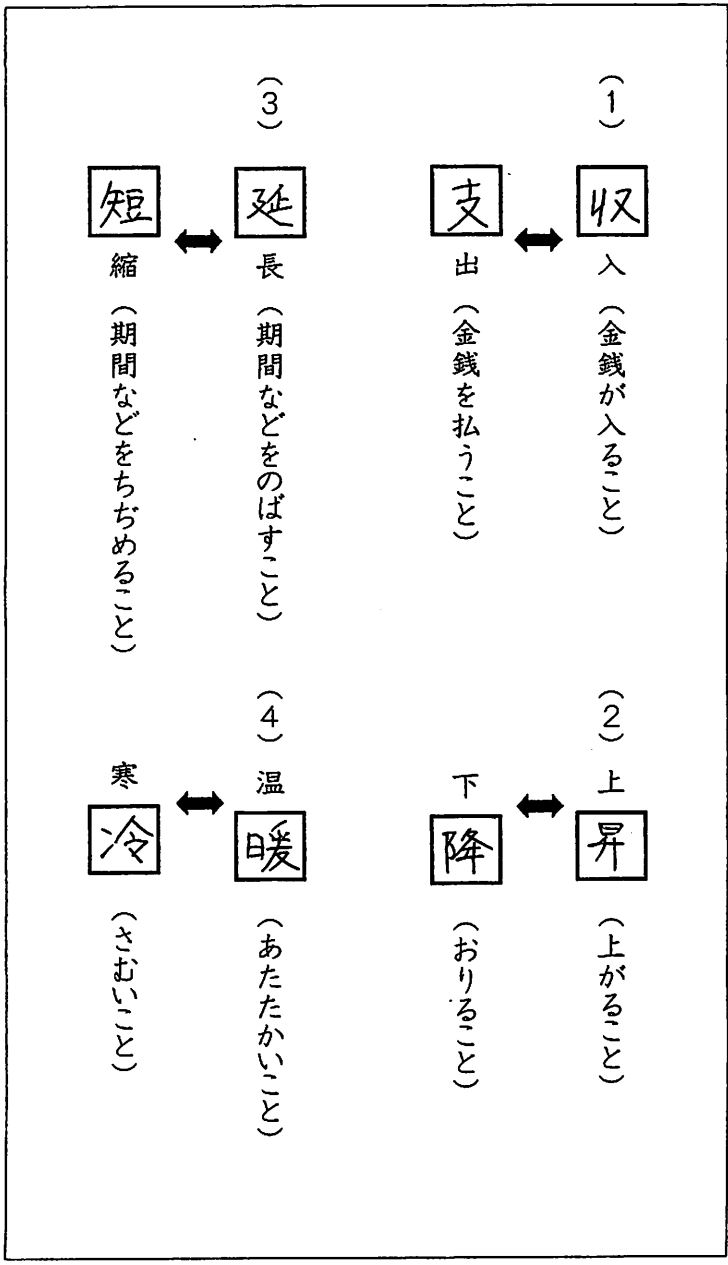 (1) 収入(金銭が入ること)
支出(金銭を払うこと)
(2) 上昇(上がること)
下降(おりること)
(3) 延長(期間などをのばすこと)
短縮(期間などをちぢめること)
(4) 温暖(あたたかいこと)
寒冷(さむいこと)